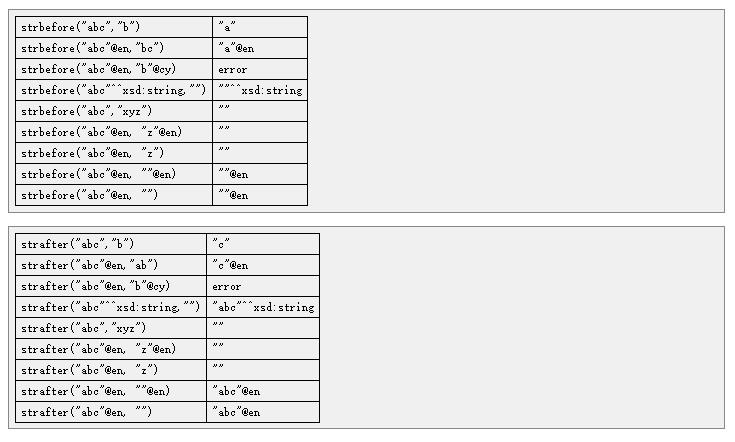 strbefore("abc","b") "a"
strbefore("abc"@en,"bc") "a"@en
strbefore("abc"@en,"b"@cy) error
strbefore("abc"^^xsd:string,"") ""^^xsd:string
strbefore("abc","xyz") ""
strbefore("abc"@en, "z"@en) ""
strbefore("abc"@en, "z") ""
strbefore("abc"@en, ""@en) ""@en
strbefore("abc"@en, "") ""@en
strafter("abc","b") "c"
strafter("abc"@en,"ab") "c"@en
strafter("abc"@en,"b"@cy) error
strafter("abc"^^xsd:string,"") "abc"^^xsd:string
strafter("abc","xyz") ""
strafter("abc"@en, "z"@en) ""
strafter("abc"@en, "z") ""
strafter("abc"@en, ""@en) "abc"@en
strafter("abc"@en, "") "abc"@en